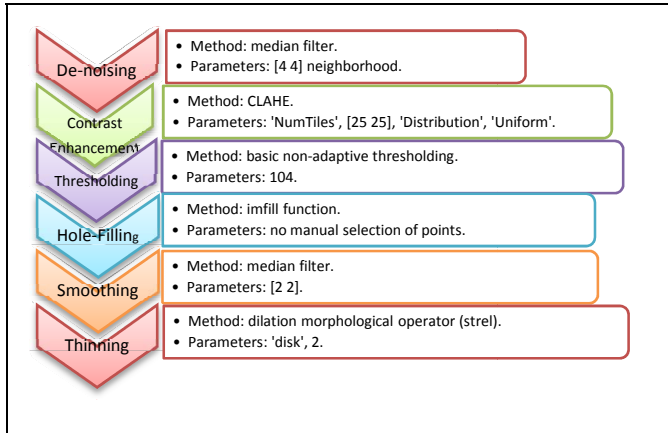 De-noising
• Method: median filter.
• Parameters: [4 4] neighborhood.
Contrast
Enhancement
• Method: CLAHE.
• Parameters: 'NumTiles', [25 25], 'Distribution', 'Uniform'.
Thresholding
• Method: basic non-adaptive thresholding.
• Parameters: 104.
Hole-Filling
• Method: imfill function.
• Parameters: no manual selection of points.
Smoothing
• Method: median filter.
• Parameters: [2 2].
Thinning
• Method: dilation morphological operator (strel).
• Parameters: 'disk', 2.